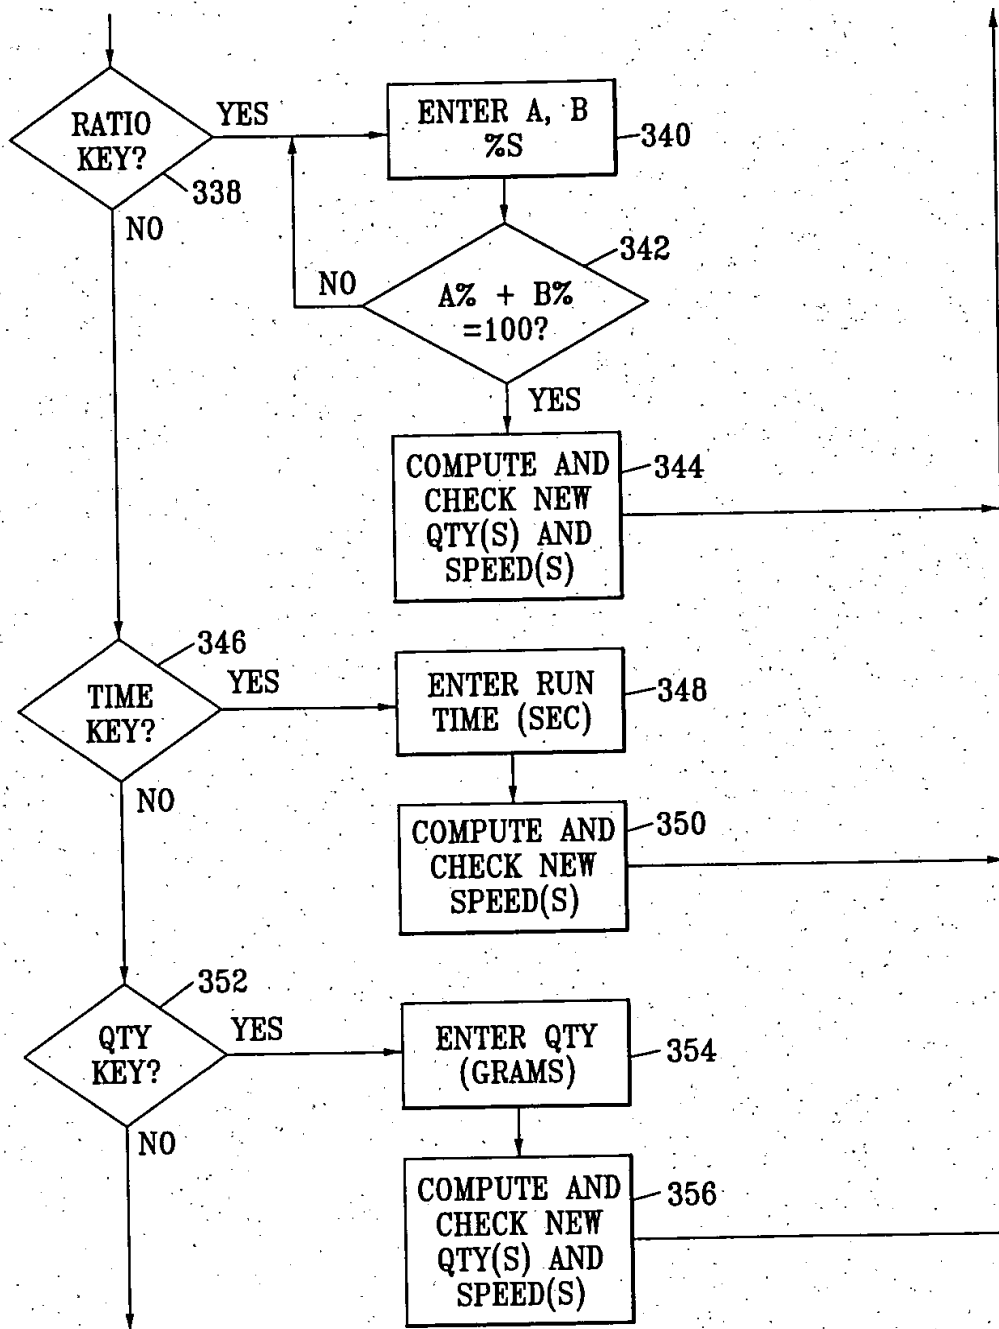 RATIO
KEY?
YES
338
NO
ENTER A, B
%S
340
342
NO
A% + B%
=100?
YES
COMPUTE AND
CHECK NEW
QTY(S) AND
SPEED(S)
344
346
TIME
KEY?
YES
NO
ENTER RUN
TIME (SEC)
348
COMPUTE AND
CHECK NEW
SPEED(S)
350
352
QTY
KEY?
YES
NO
ENTER QTY
(GRAMS)
354
COMPUTE AND
CHECK NEW
QTY(S) AND
SPEED(S)
356